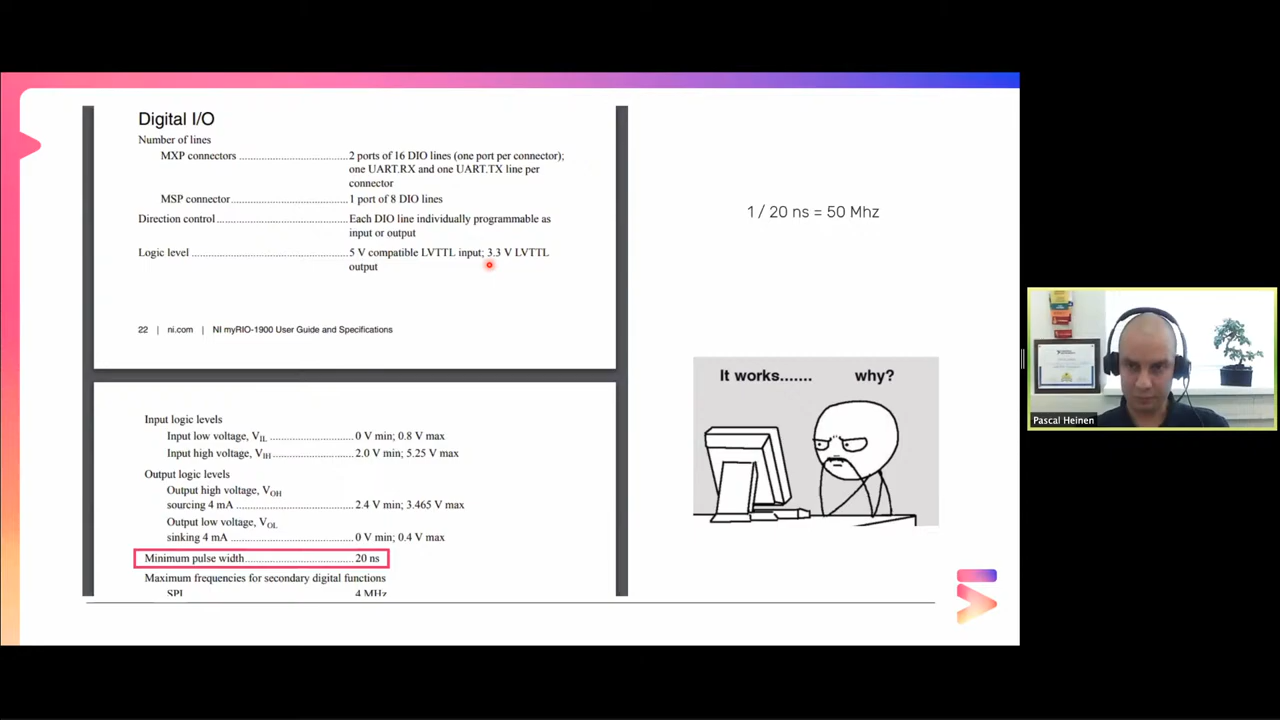 Digital I/O
Number of lines
MXP connectors ....................................2 ports of 16 DIO lines (one port per connector);
one UART.RX and one UART.TX line per
connector
MSP connector.......................................1 port of 8 DIO lines
Direction control.............................................Each DIO line individually programmable as
input or output
Logic level ....................................................5 V compatible LVTTL input; 3.3 V LVTTL
output
22 | ni.com | NI myRIO-1900 User Guide and Specifications
Input logic levels
Input low voltage, VIL ............................0 V min; 0.8 V max
Input high voltage, VIH...........................2.0 V min; 5.25 V max
Output logic levels
Output high voltage, VOH
sourcing 4 mA ........................................2.4 V min; 3.465 V max
Output low voltage, VOL
sinking 4 mA ..........................................0 V min; 0.4 V max
Minimum pulse width.....................................20 ns
Maximum frequencies for secondary digital functions
SPI 4 MHz
1 / 20 ns = 50 Mhz
It works....... why?
Pascal Heinen